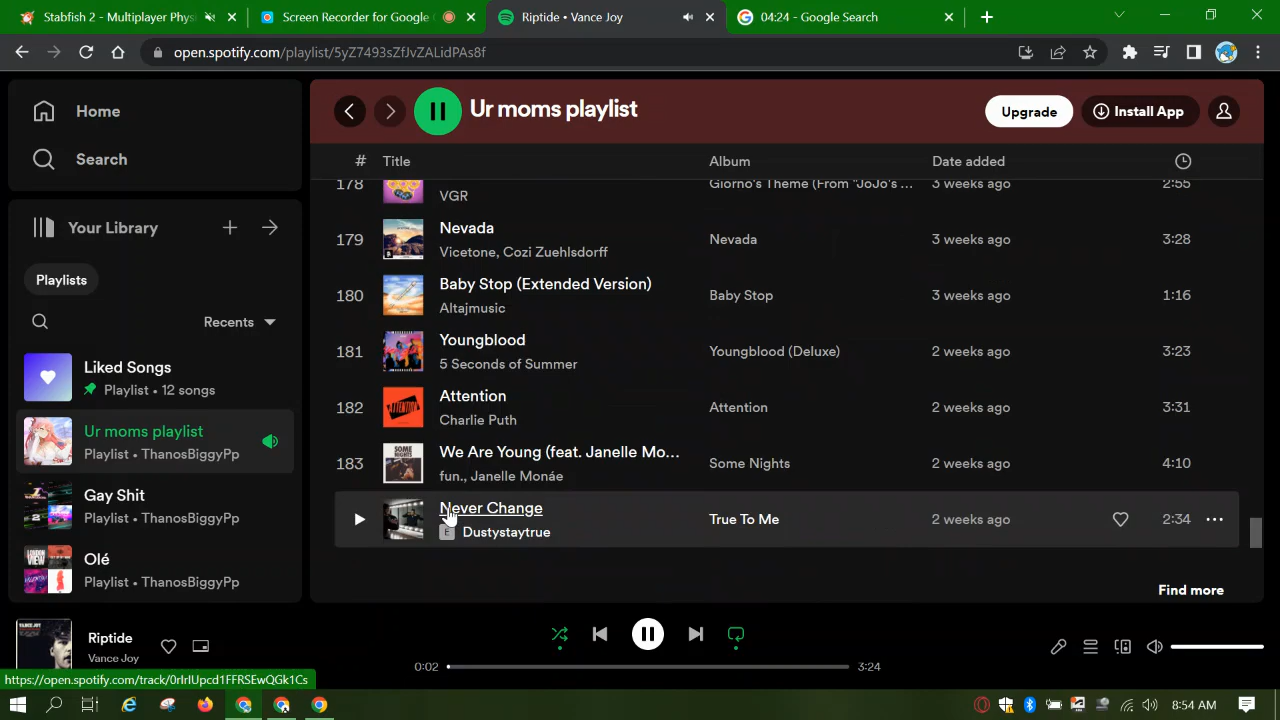 Stabfish 2 - Multiplayer Physi
Screen Recorder for Google C
Riptide • Vance Joy
04:24 - Google Search
open.spotify.com/playlist/5yZ7493sZfJvZALidPAs8f
Home
Search
Your Library
Playlists
Recents
Liked Songs
Playlist • 12 songs
Ur moms playlist
Playlist • ThanosBiggyPp
Gay Shit
Playlist • ThanosBiggyPp
Olé
Playlist • ThanosBiggyPp
Ur moms playlist
Upgrade
Install App
# Title Album Date added
178 VGR Giorno's Theme (From "JoJo's ... 3 weeks ago 2:55
179 Nevada Nevada 3 weeks ago 3:28
Vicetone, Cozi Zuehlsdorff
180 Baby Stop (Extended Version) Baby Stop 3 weeks ago 1:16
Altajmusic
181 Youngblood Youngblood (Deluxe) 2 weeks ago 3:23
5 Seconds of Summer
182 Attention Attention 2 weeks ago 3:31
Charlie Puth
ATTENTION
183 We Are Young (feat. Janelle Mo... Some Nights 2 weeks ago 4:10
fun., Janelle Monáe
SOME NIGHTS
Never Change True To Me 2 weeks ago 2:34
E Dustystaytrue
Find more
Riptide
Vance Joy
0:02
3:24
https://open.spotify.com/track/0rIrIUpcd1FFRSEwQGk1Cs
8:54 AM